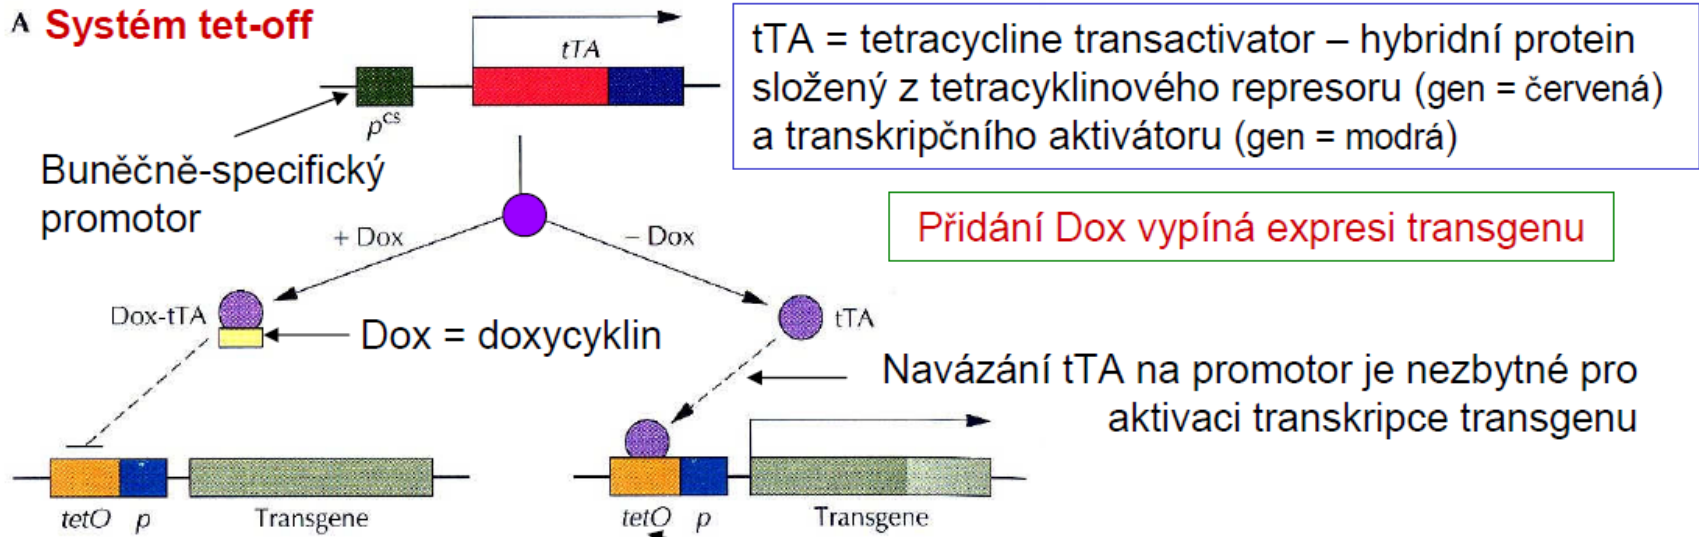 A Systém tet-off
tTA
p^cs
tTA = tetracycline transactivator – hybridní protein
složený z tetracyklinového represoru (gen = červená)
a transkripčního aktivátoru (gen = modrá)
Buněčně-specifický
promotor
+ Dox
– Dox
Přidání Dox vypíná expresi transgenu
Dox-tTA
Dox = doxycyklin
tTA
Navázání tTA na promotor je nezbytné pro
aktivaci transkripce transgenu
tetO p Transgene
tetO p Transgene